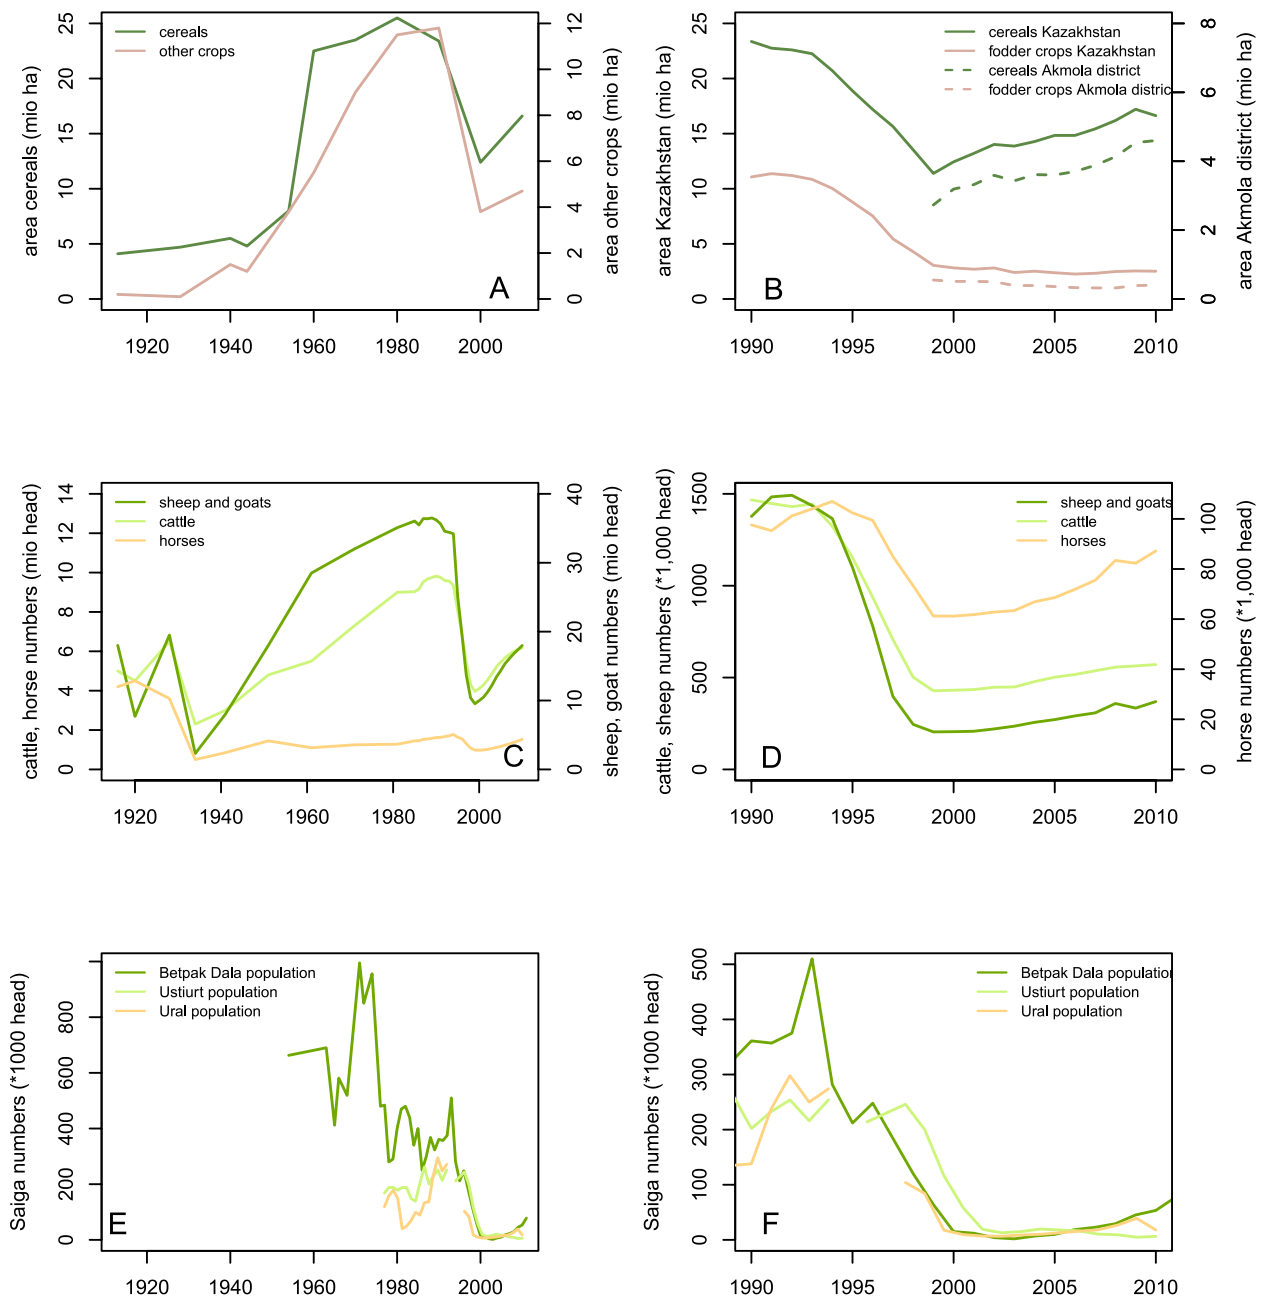 cereals
other crops
area cereals (mio ha)
0
5
10
15
20
25
area other crops (mio ha)
0
2
4
6
8
10
12
1920
1940
1960
1980
2000
A
cereals Kazakhstan
fodder crops Kazakhstan
cereals Akmola district
fodder crops Akmola distric
area Kazakhstan (mio ha)
0
5
10
15
20
25
area Akmola district (mio ha)
0
2
4
6
8
1990
1995
2000
2005
2010
B
sheep and goats
cattle
horses
cattle, horse numbers (mio head)
0
2
4
6
8
10
12
14
sheep, goat numbers (mio head)
0
10
20
30
40
1920
1940
1960
1980
2000
C
sheep and goats
cattle
horses
cattle, sheep numbers (*1,000 head)
0
500
1000
1500
horse numbers (*1,000 head)
0
20
40
60
80
100
1990
1995
2000
2005
2010
D
Betpak Dala population
Ustiurt population
Ural population
Saiga numbers (*1000 head)
0
200
400
600
800
1920
1940
1960
1980
2000
E
Betpak Dala population
Ustiurt population
Ural population
Saiga numbers (*1000 head)
0
100
200
300
400
500
1990
1995
2000
2005
2010
F